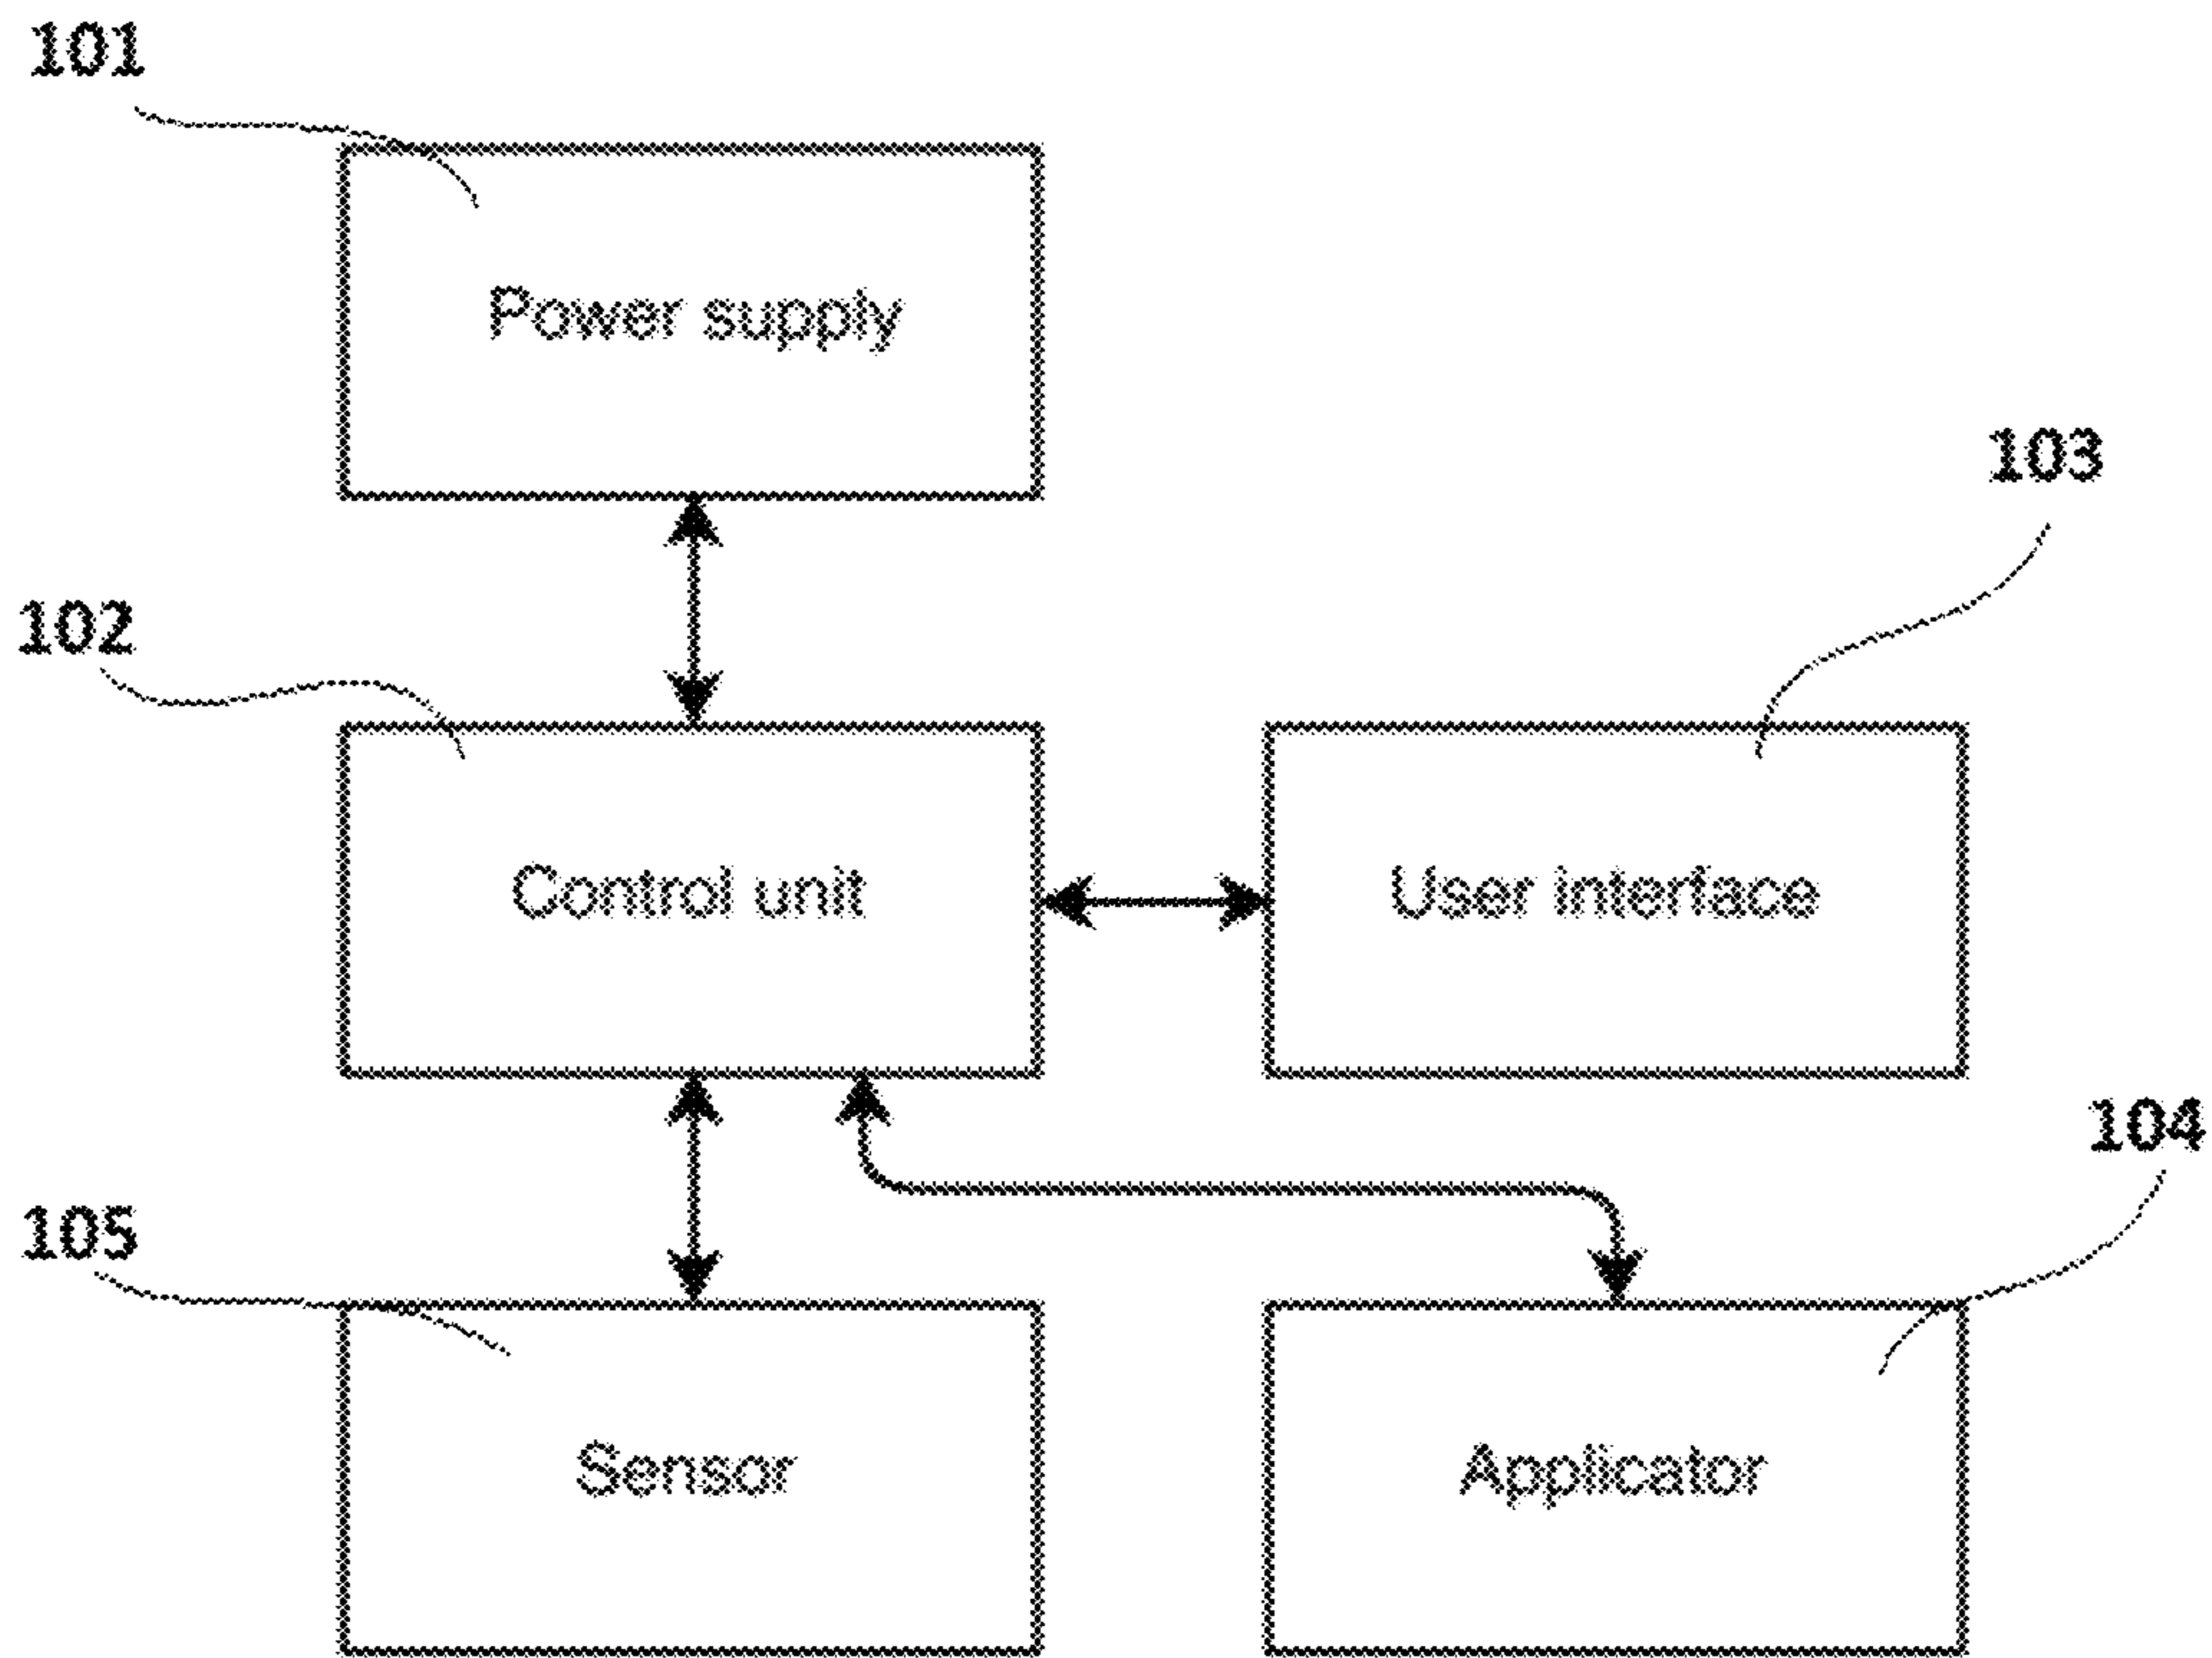 101
Power supply
103
102
Control unit
User interface
104
105
Sensor
Applicator